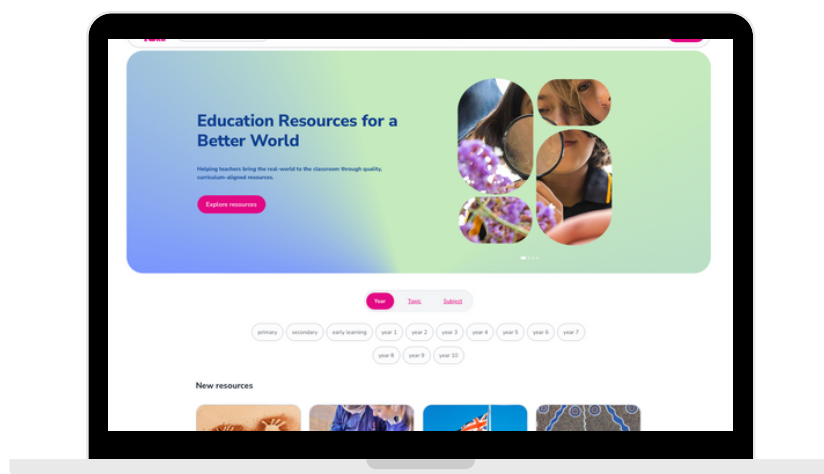 Education Resources for a
Better World
Helping teachers bring the real-world to the classroom through quality,
curriculum-aligned resources.
Explore resources
Year Topic Subject
primary secondary early learning year 1 year 2 year 3 year 4 year 5 year 6 year 7
year 8 year 9 year 10
New resources